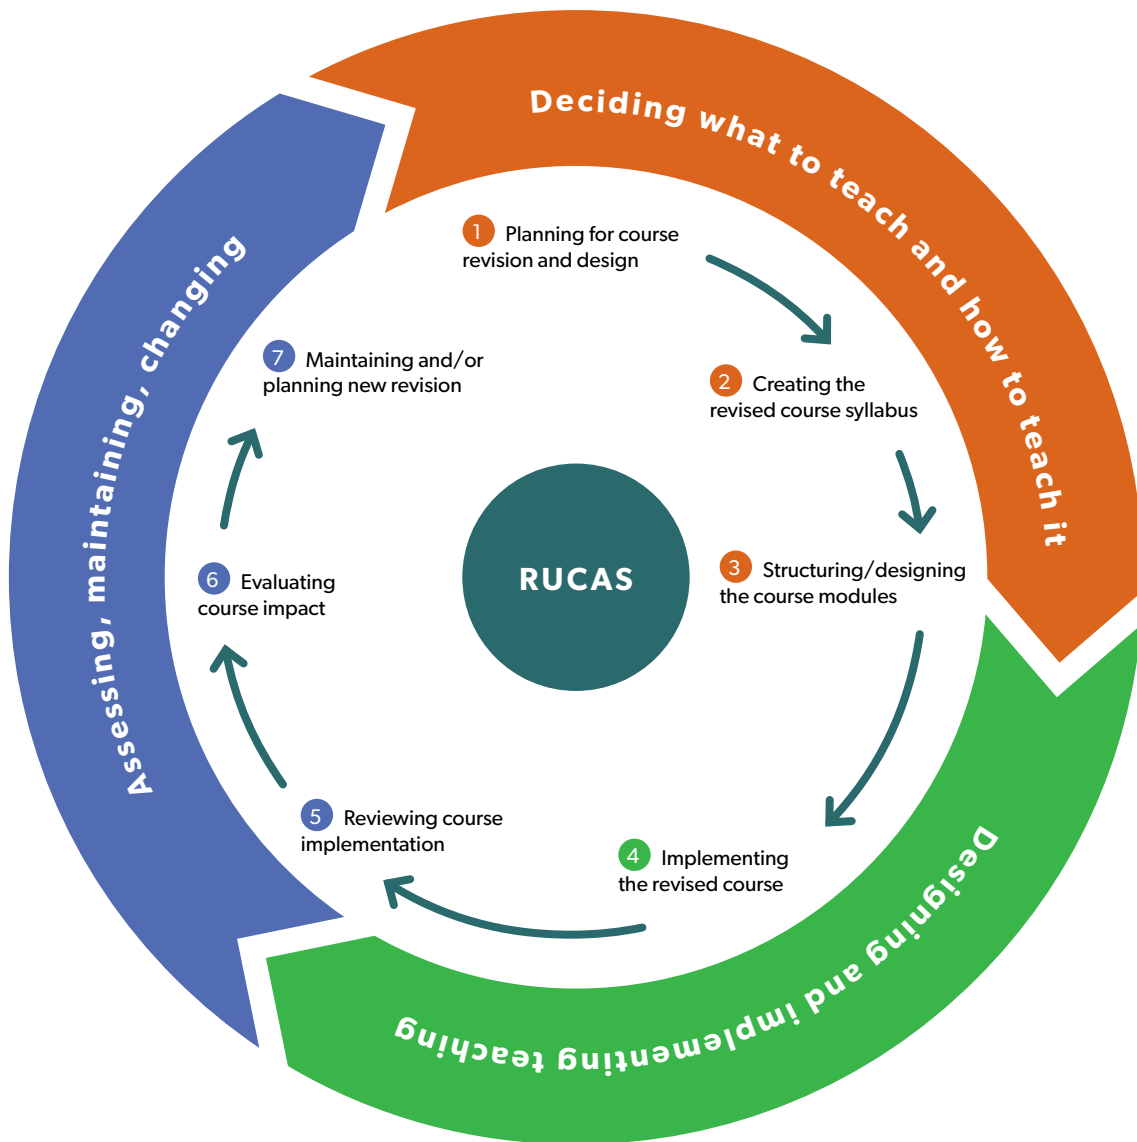 Deciding what to teach and how to teach it
1 Planning for course
revision and design
2 Creating the
revised course syllabus
3 Structuring/designing
the course modules
Designing and implementing teaching
4 Implementing
the revised course
5 Reviewing course
implementation
6 Evaluating
course impact
7 Maintaining and/or
planning new revision
Assessing, maintaining, changing
RUCAS